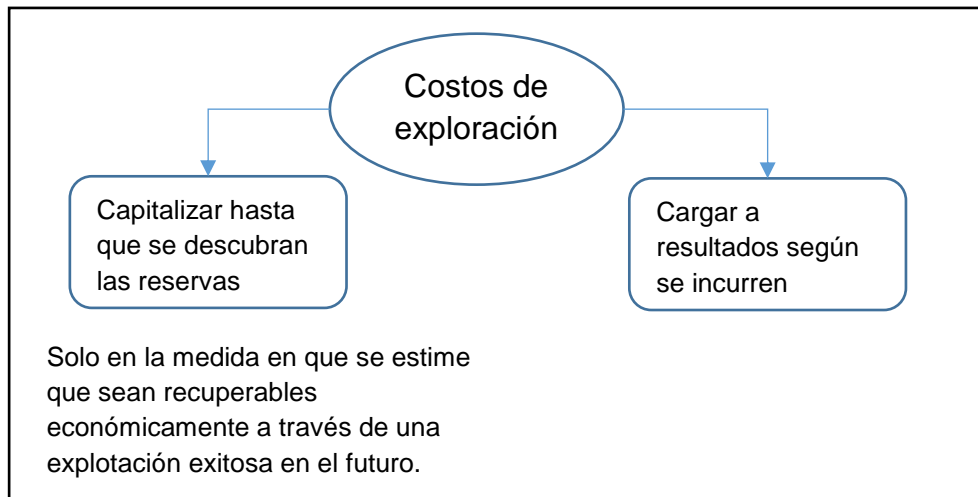 Costos de
exploración
Capitalizar hasta
que se descubran
las reservas
Cargar a
resultados según
se incurren
Solo en la medida en que se estime
que sean recuperables
económicamente a través de una
explotación exitosa en el futuro.